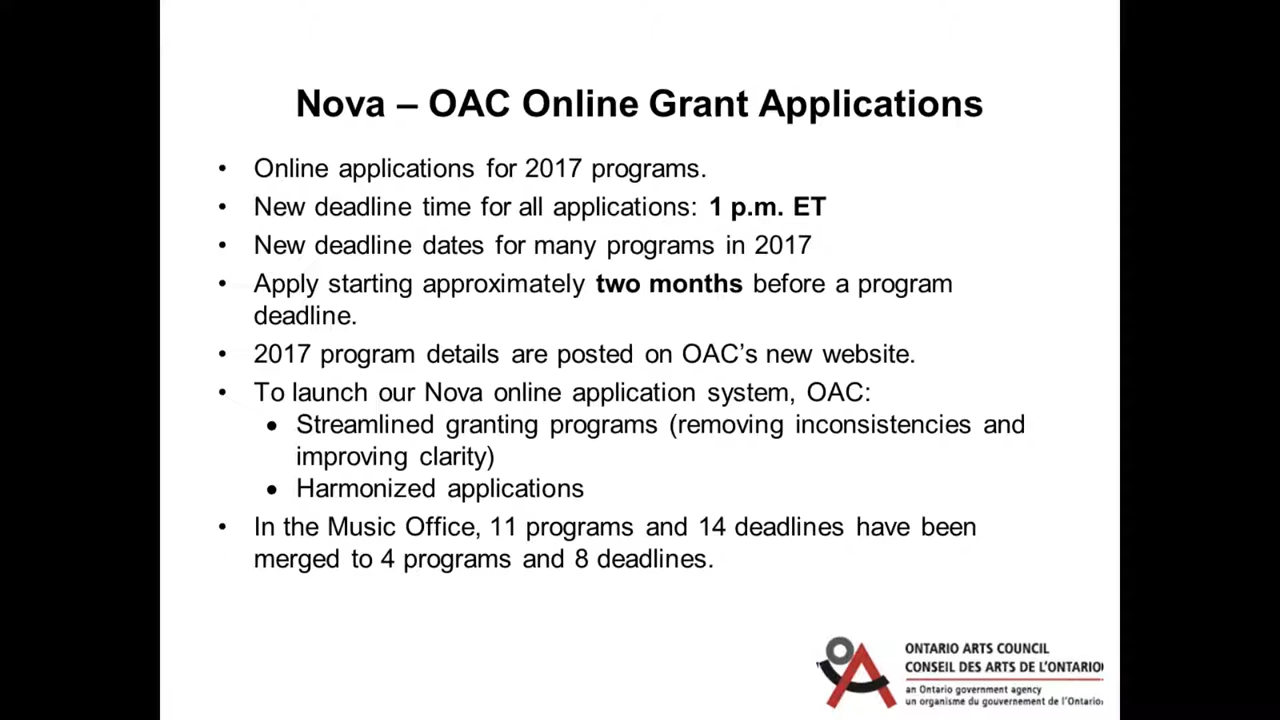 Nova – OAC Online Grant Applications
• Online applications for 2017 programs.
• New deadline time for all applications: 1 p.m. ET
• New deadline dates for many programs in 2017
• Apply starting approximately two months before a program
deadline.
• 2017 program details are posted on OAC’s new website.
• To launch our Nova online application system, OAC:
• Streamlined granting programs (removing inconsistencies and
improving clarity)
• Harmonized applications
• In the Music Office, 11 programs and 14 deadlines have been
merged to 4 programs and 8 deadlines.
ONTARIO ARTS COUNCIL
CONSEIL DES ARTS DE L’ONTARIO
an Ontario government agency
un organisme du gouvernement de l’Ontario